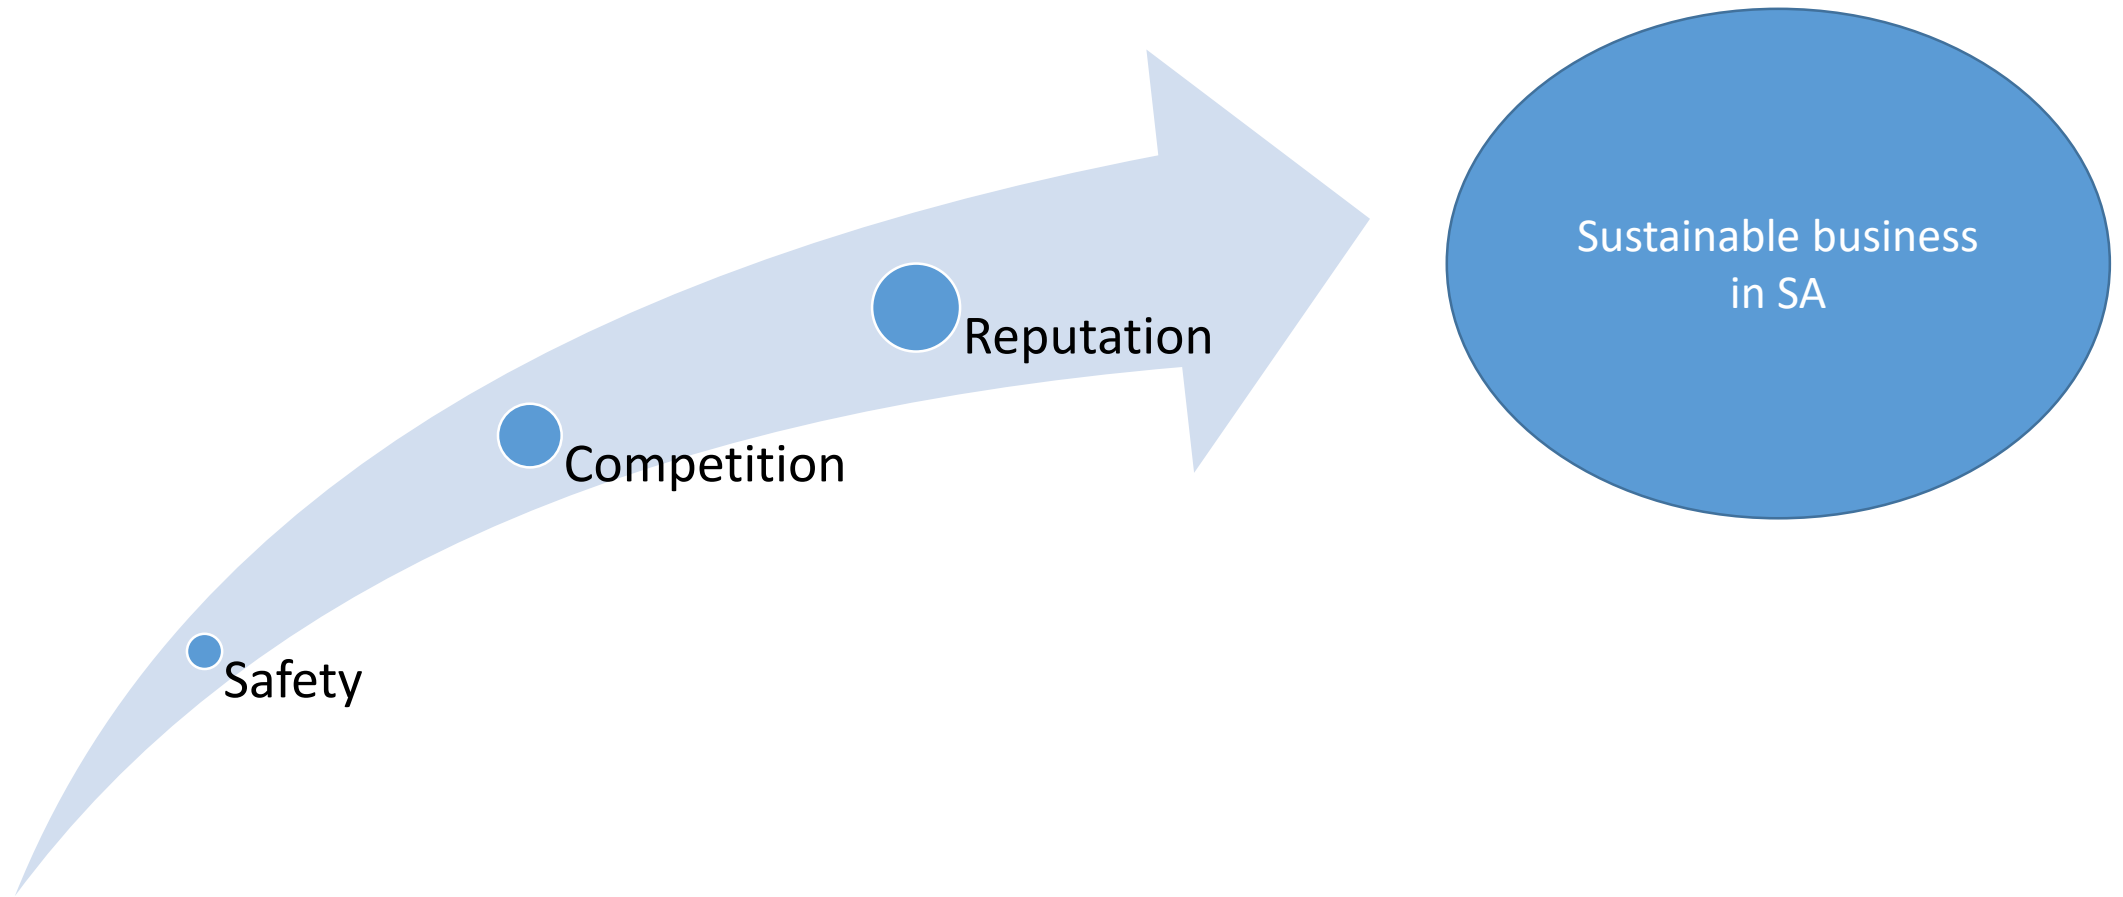 Sustainable business
in SA
Reputation
Competition
Safety